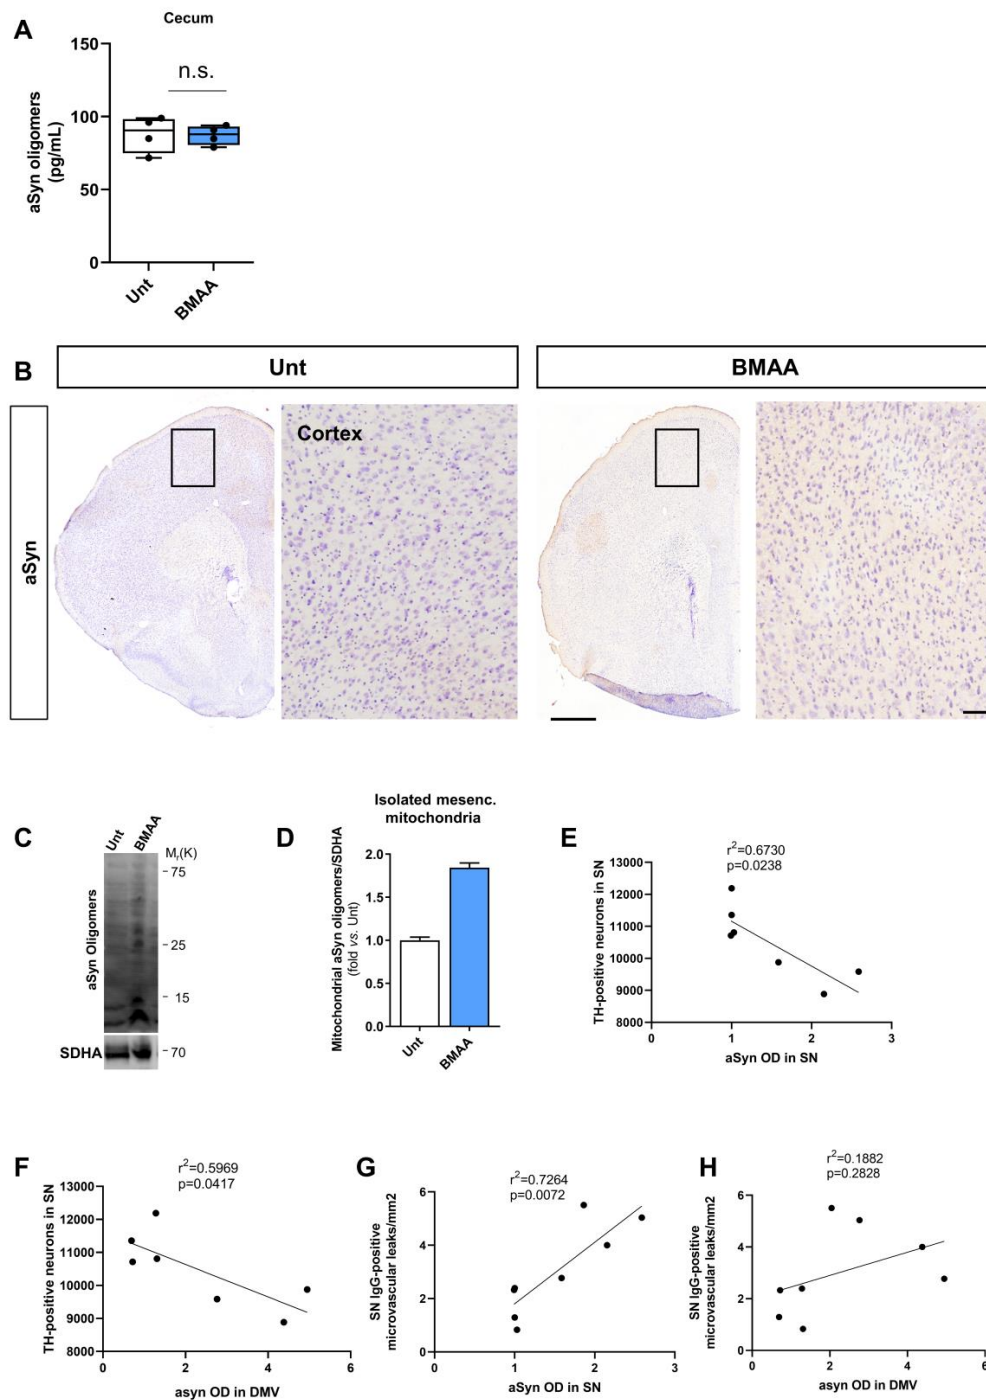 A
Cecum
n.s.
aSyn oligomers
(pg/mL)
150
100
50
0
Unt
BMAA
B
Unt
BMAA
aSyn
Cortex
C
Unt
BMAA
Mr(K)
aSyn Oligomers
75
25
15
SDHA
70
D
Isolated mesenc.
mitochondria
Mitochondrial aSyn oligomers/SDHA
(fold vs. Unt)
2.0
1.5
1.0
0.5
0.0
Unt
BMAA
E
r²=0.6730
p=0.0238
TH-positive neurons in SN
13000
12000
11000
10000
9000
8000
0
1
2
3
aSyn OD in SN
F
r²=0.5969
p=0.0417
TH-positive neurons in SN
13000
12000
11000
10000
9000
8000
0
2
4
6
asyn OD in DMV
G
r²=0.7264
p=0.0072
SN IgG-positive
microvascular leaks/mm2
6
4
2
0
0
1
2
3
aSyn OD in SN
H
r²=0.1882
p=0.2828
SN IgG-positive
microvascular leaks/mm2
6
4
2
0
0
2
4
6
asyn OD in DMV